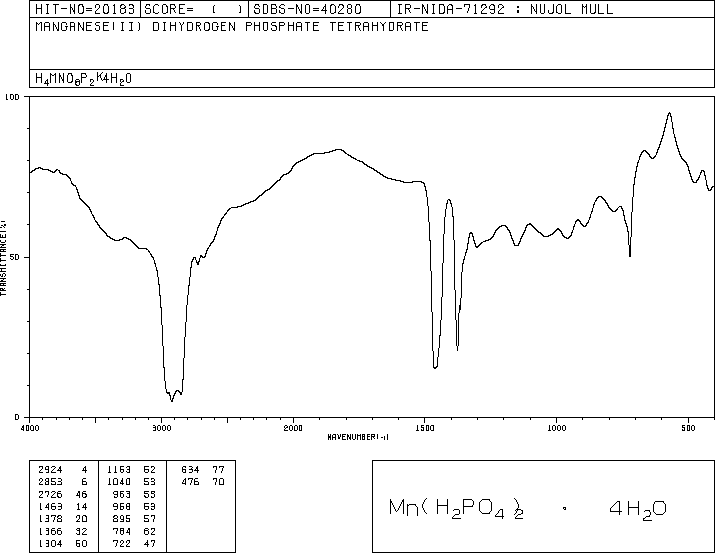 HIT-NO=20183 SCORE= ( ) SDBS-NO=40280 IR-NIDA-71292 : NUJOL MULL
MANGANESE(II) DIHYDROGEN PHOSPHATE TETRAHYDRATE
H4MNO8P2K4H2O
100
TRANSMITTANCE(%)
50
0
4000 3000 2000 1500 1000 500
WAVENUMBER(-1)
2924 4 1153 52 634 77
2853 6 1040 53 476 70
2726 46 963 55
1463 14 958 53
1378 20 895 57
1366 32 784 62
1304 50 722 47
Mn(H2PO4)2 · 4H2O